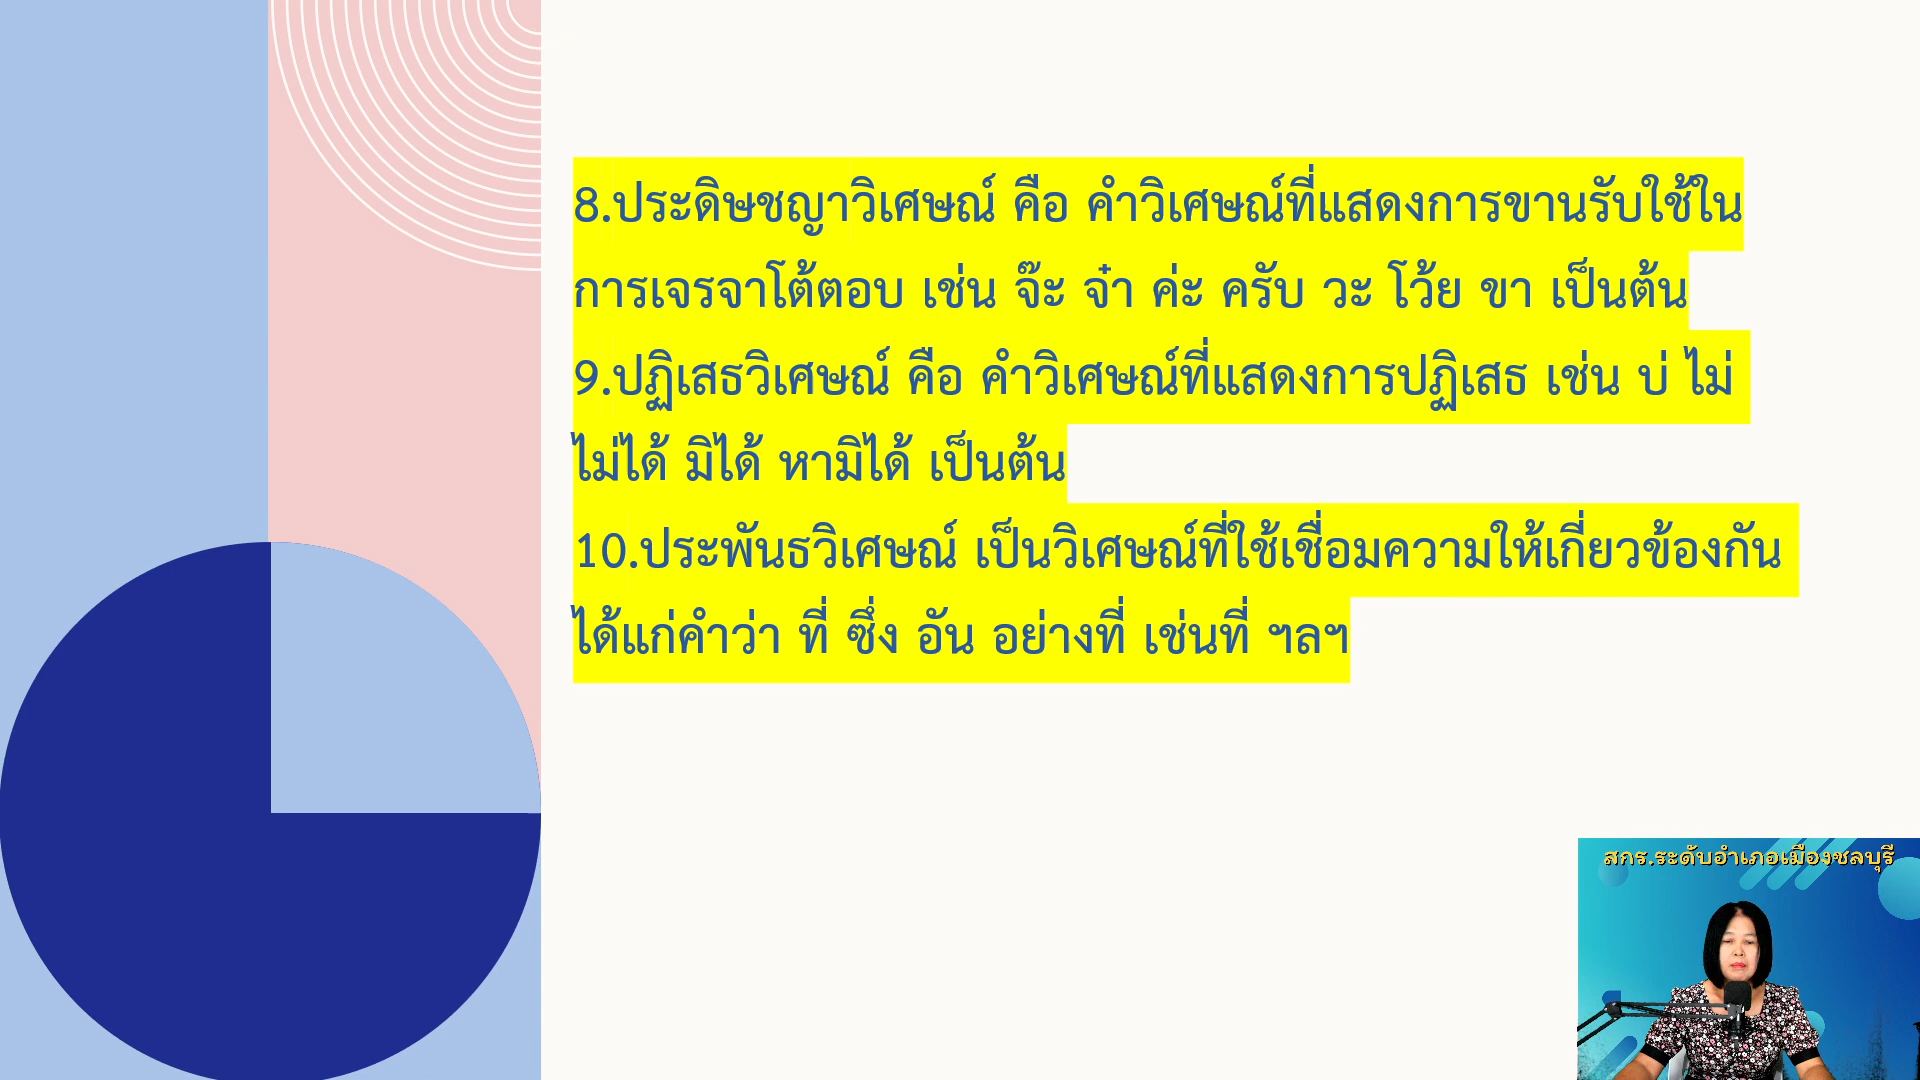 8.ประดิษชญาวิเศษณ์ คือ คำวิเศษณ์ที่แสดงการขานรับใช้ใน
การเจรจาโต้ตอบ เช่น จ๊ะ จ๋า ค่ะ ครับ วะ โว้ย ขา เป็นต้น
9.ปฏิเสธวิเศษณ์ คือ คำวิเศษณ์ที่แสดงการปฏิเสธ เช่น บ่ ไม่
ไม่ได้ มิได้ หามิได้ เป็นต้น
10.ประพันธวิเศษณ์ เป็นวิเศษณ์ที่ใช้เชื่อมความให้เกี่ยวข้องกัน
ได้แก่คำว่า ที่ ซึ่ง อัน อย่างที่ เช่นที่ ฯลฯ
สกร.ระดับอำเภอเมืองชลบุรี